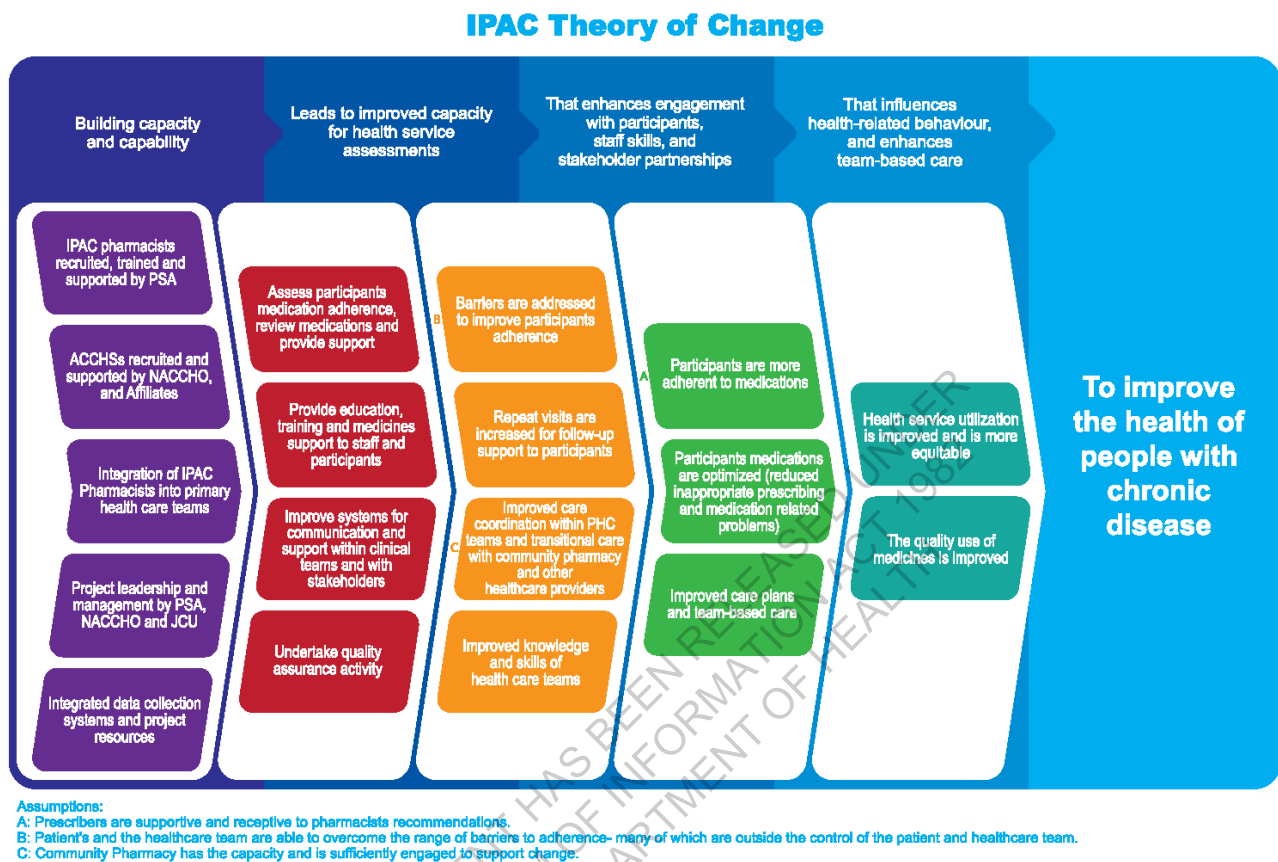 IPAC Theory of Change
Building capacity
and capability
Leads to improved capacity
for health service
assessments
That enhances engagement
with participants,
staff skills, and
stakeholder partnerships
That influences
health-related behaviour,
and enhances
team-based care
IPAC pharmacists
recruited, trained and
supported by PSA
ACCHSs recruited and
supported by NACCHO,
and Affiliates
Integration of IPAC
Pharmacists into primary
health care teams
Project leadership and
management by PSA,
NACCHO and JCU
Integrated data collection
systems and project
resources
Assess participants
medication adherence,
review medications and
provide support
Provide education,
training and medicines
support to staff and
participants
Improve systems for
communication and
support within clinical
teams and with
stakeholders
Undertake quality
assurance activity
B
Barriers are addressed
to improve participants
adherence
Repeat visits are
increased for follow-up
support to participants
C
Improved care
coordination within PHC
teams and transitional care
with community pharmacy
and other
healthcare providers
Improved knowledge
and skills of
health care teams
A
Participants are more
adherent to medications
Participants medications
are optimized (reduced
inappropriate prescribing
and medication related
problems)
Improved care plans
and team-based care
Health service utilization
is improved and is more
equitable
The quality use of
medicines is improved
To improve
the health of
people with
chronic
disease
Assumptions:
A: Prescribers are supportive and receptive to pharmacists recommendations.
B: Patient's and the healthcare team are able to overcome the range of barriers to adherence- many of which are outside the control of the patient and healthcare team.
C: Community Pharmacy has the capacity and is sufficiently engaged to support change.
ENT HAS BEEN RELEASED UNDER
OF INFORMATION ACT 1982
ARTMENT OF HEALTH